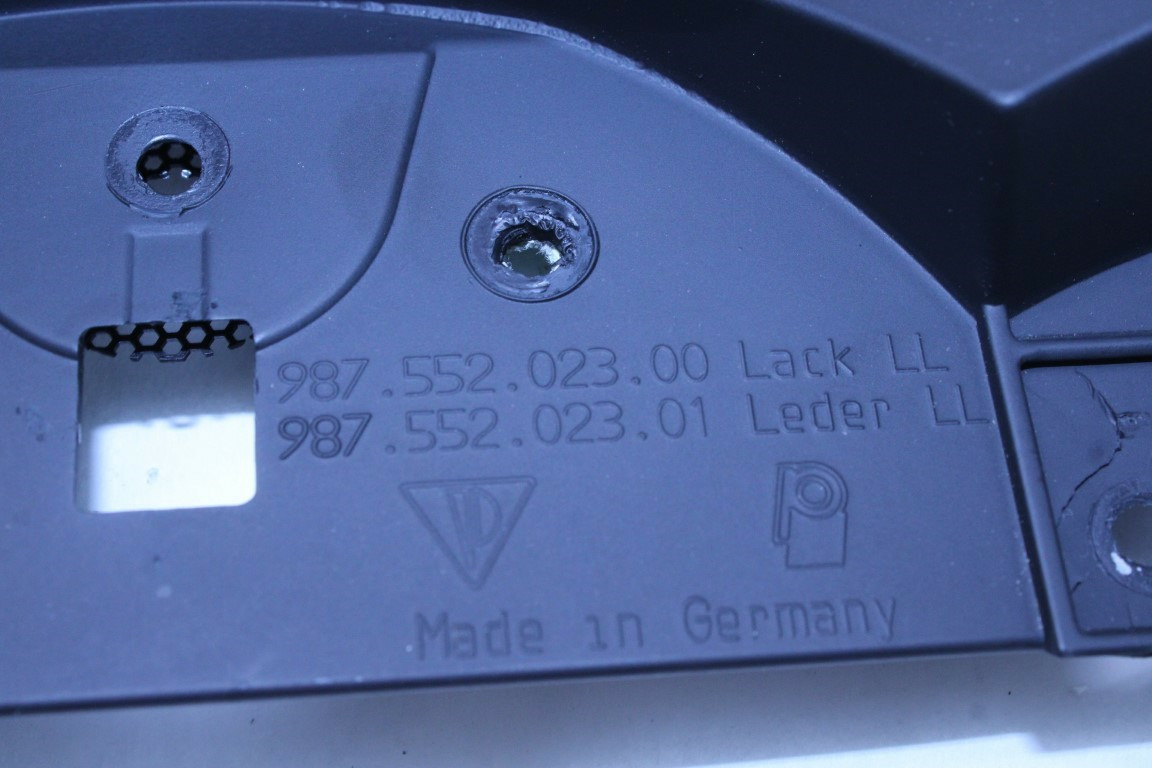 987.552.023.00 Lack LL
987.552.023.01 Leder LL
Made in Germany